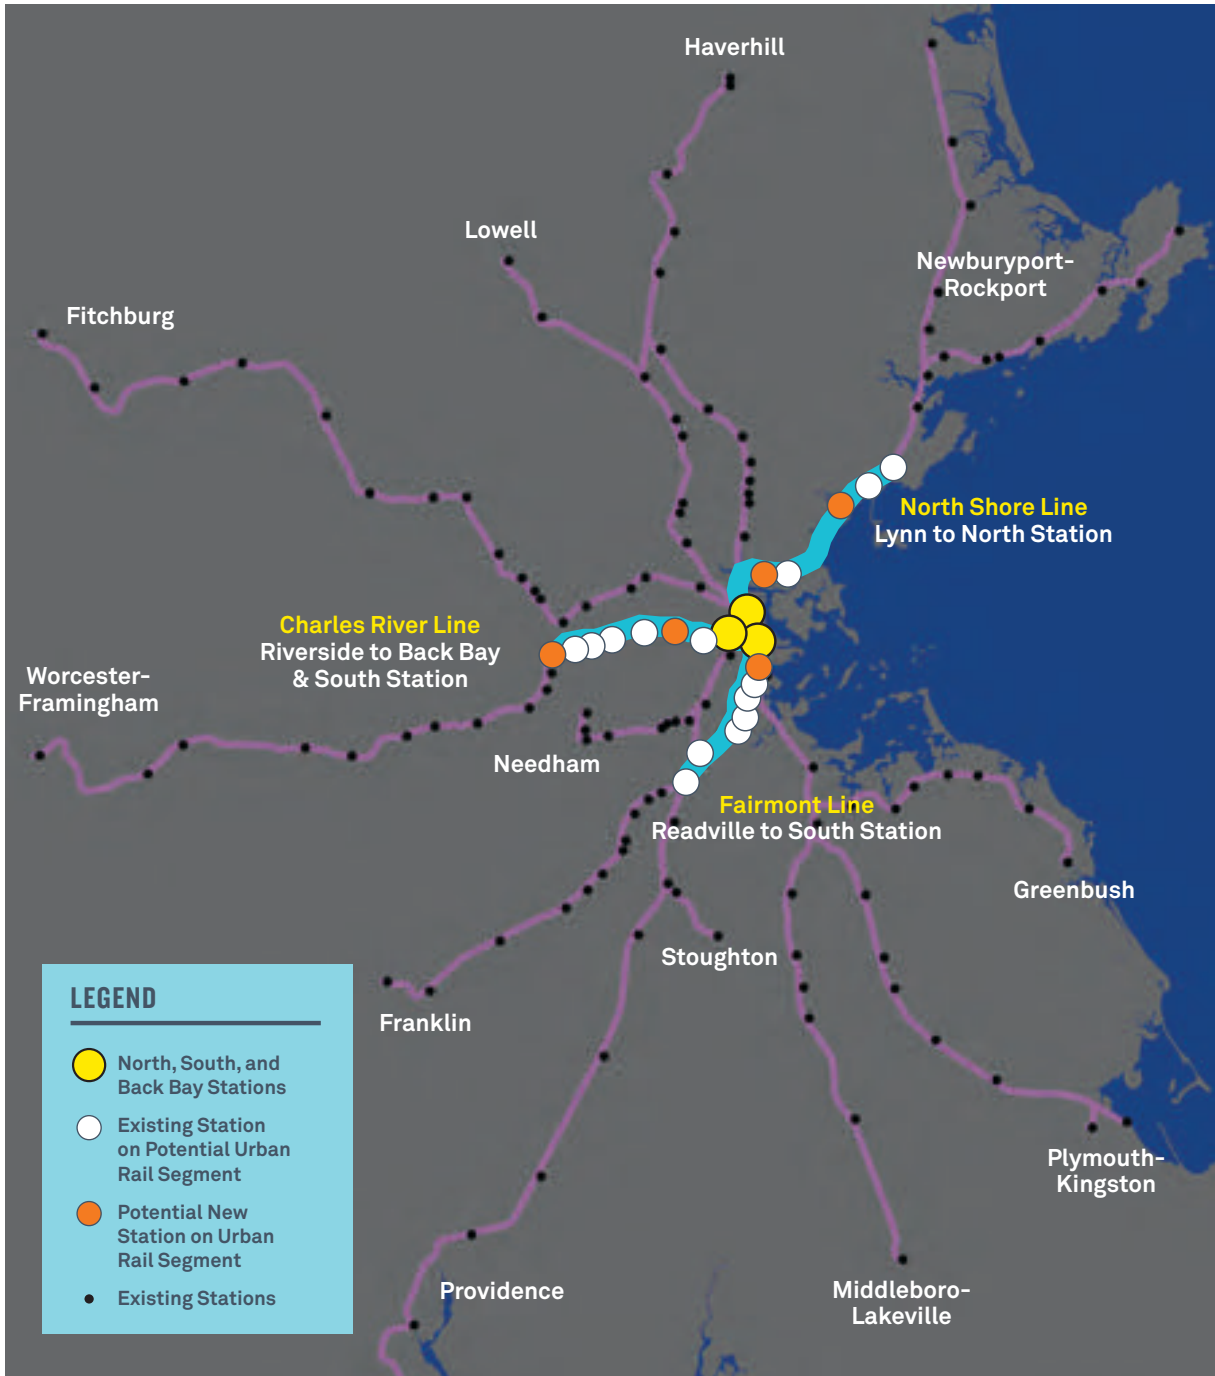 Haverhill
Lowell
Newburyport-
Rockport
Fitchburg
North Shore Line
Lynn to North Station
Charles River Line
Riverside to Back Bay
& South Station
Worcester-
Framingham
Needham
Fairmont Line
Readville to South Station
Greenbush
Stoughton
Franklin
LEGEND
North, South, and
Back Bay Stations
Existing Station
on Potential Urban
Rail Segment
Potential New
Station on Urban
Rail Segment
Existing Stations
Plymouth-
Kingston
Providence
Middleboro-
Lakeville